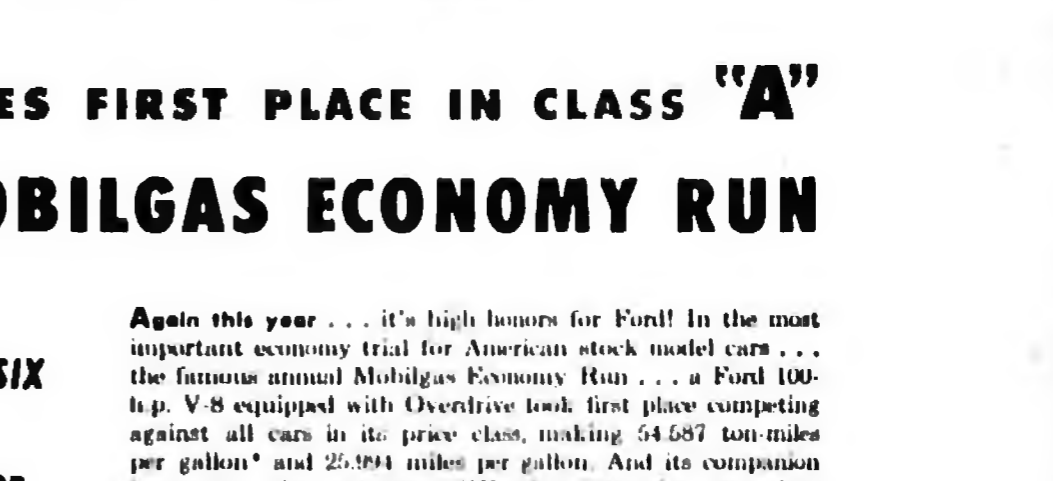 ES FIRST PLACE IN CLASS "A"
OBILGAS ECONOMY RUN
SIX
Again this year . . . it's high honors for Ford! In the most
important economy trial for American stock model cars . . .
the famous annual Mobilgas Economy Run . . . a Ford 100-
h.p. V-8 equipped with Overdrive took first place competing
against all cars in its price class, making 54.587 ton-miles
per gallon* and 25.994 miles per gallon. And its companion